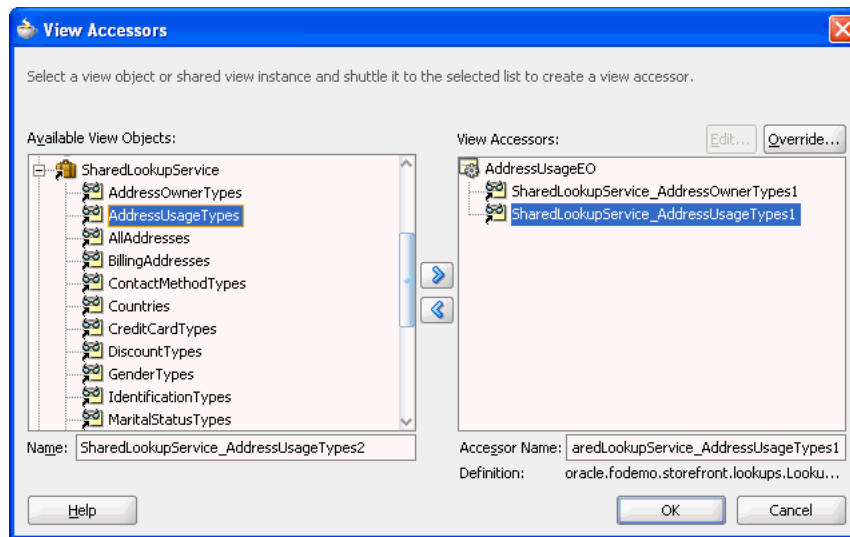 View Accessors
Select a view object or shared view instance and shuttle it to the selected list to create a view accessor.
Available View Objects:
SharedLookupService
AddressOwnerTypes
AddressUsageTypes
AllAddresses
BillingAddresses
ContactMethodTypes
Countries
CreditCardTypes
DiscountTypes
GenderTypes
IdentificationTypes
MaritalStatusTypes
Name: SharedLookupService_AddressUsageTypes2
View Accessors: Edit... Override...
AddressUsageEO
SharedLookupService_AddressOwnerTypes1
SharedLookupService_AddressUsageTypes1
Accessor Name: aredLookupService_AddressUsageTypes1
Definition: oracle.fodemo.storefront.lookups.Looku...
Help OK Cancel